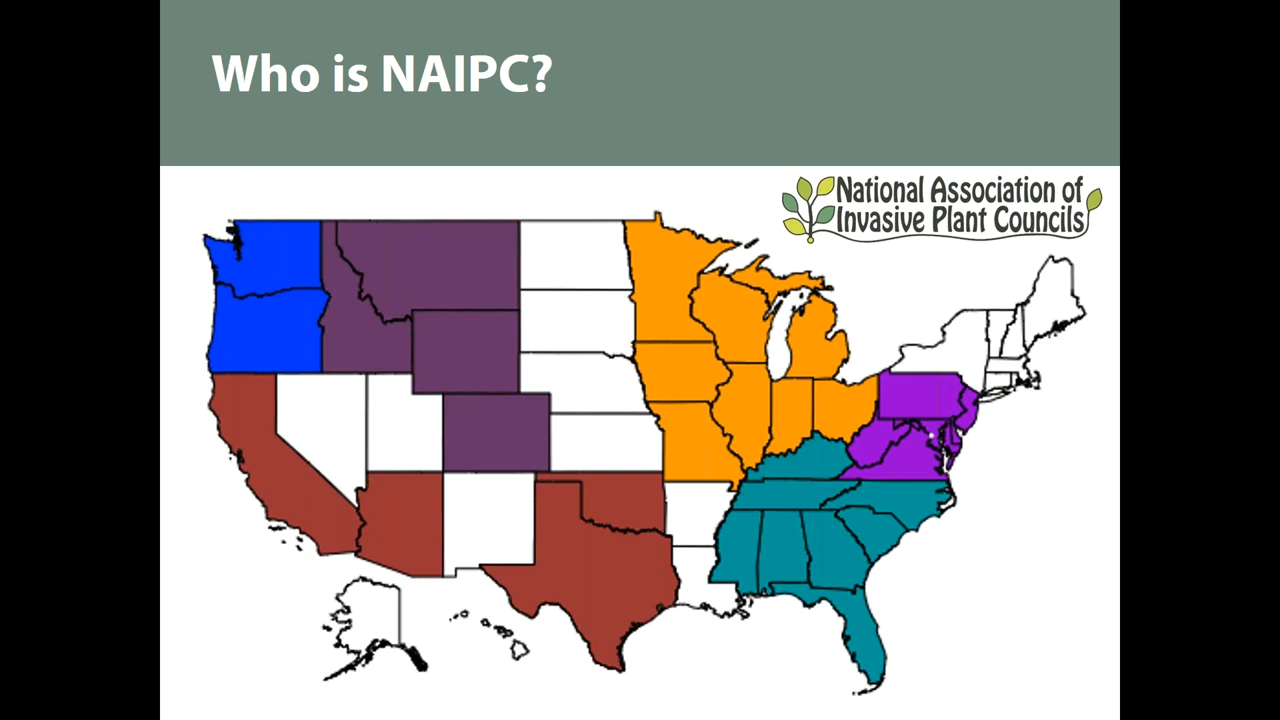 Who is NAIPC?
National Association of
Invasive Plant Councils